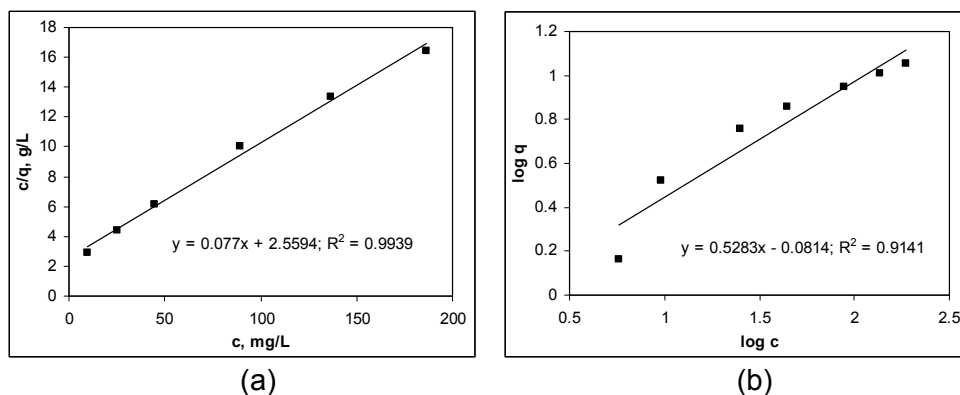 18
16
14
12
10
8
6
4
2
0
c/q, g/L
y = 0.077x + 2.5594; R² = 0.9939
0 50 100 150 200
c, mg/L
(a)
1.2
1
0.8
0.6
0.4
0.2
0
log q
y = 0.5283x - 0.0814; R² = 0.9141
0.5 1 1.5 2 2.5
log c
(b)